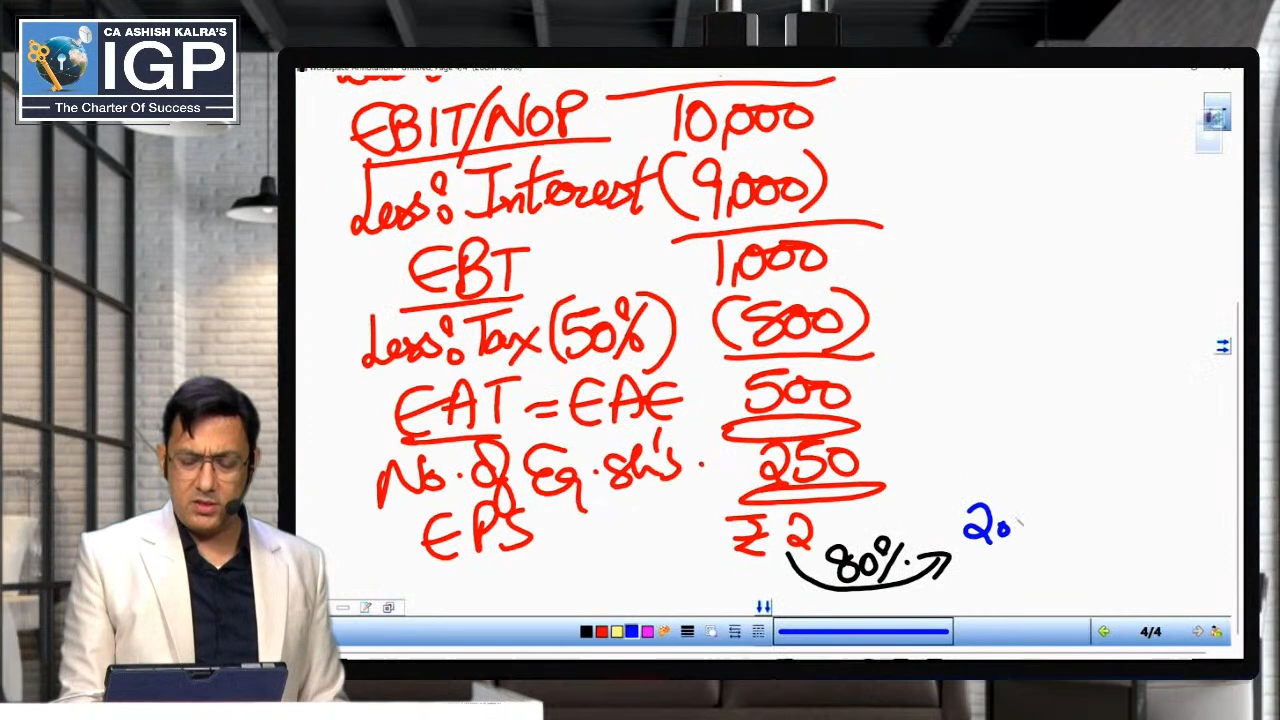 CA ASHISH KALRA'S
IGP
The Charter Of Success
EBIT/NOP 10,000
Less: Interest (9,000)
EBT 1,000
Less: Tax (50%) (500)
EAT = EAE 500
No. of Eq. sh's. 250
EPS ₹ 2
80%
2.
4/4